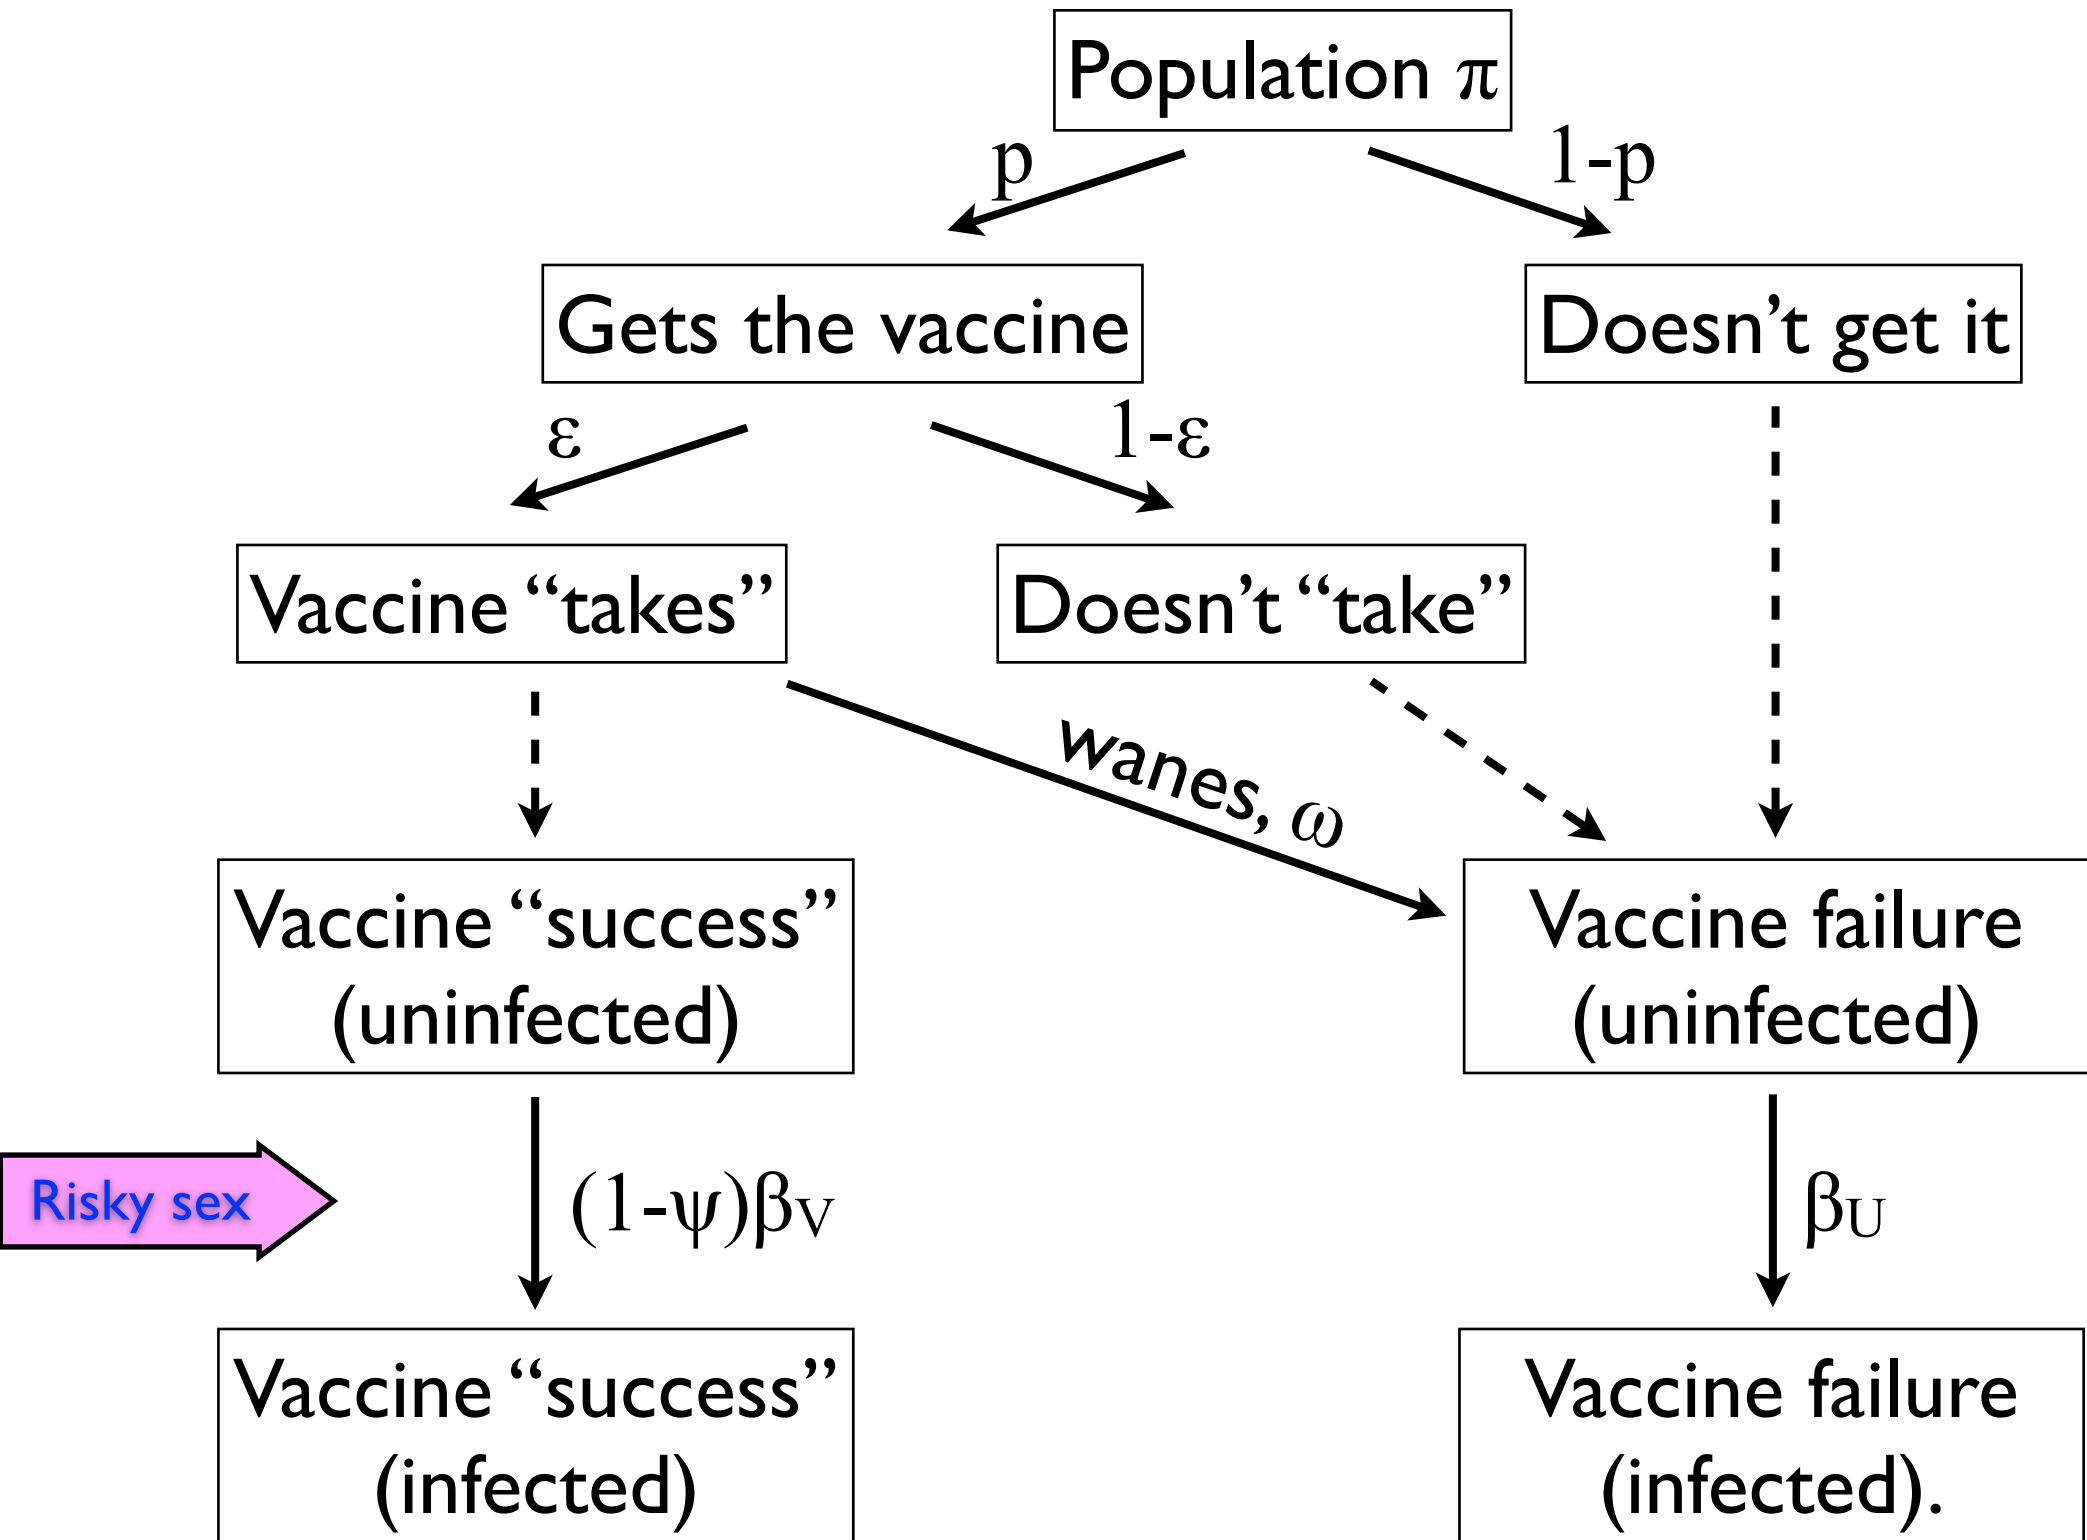 Population π
p
1-p
Gets the vaccine
Doesn’t get it
ε
1-ε
Vaccine “takes”
Doesn’t “take”
wanes, ω
Vaccine “success”
(uninfected)
Vaccine failure
(uninfected)
Risky sex
(1-ψ)βV
βU
Vaccine “success”
(infected)
Vaccine failure
(infected).